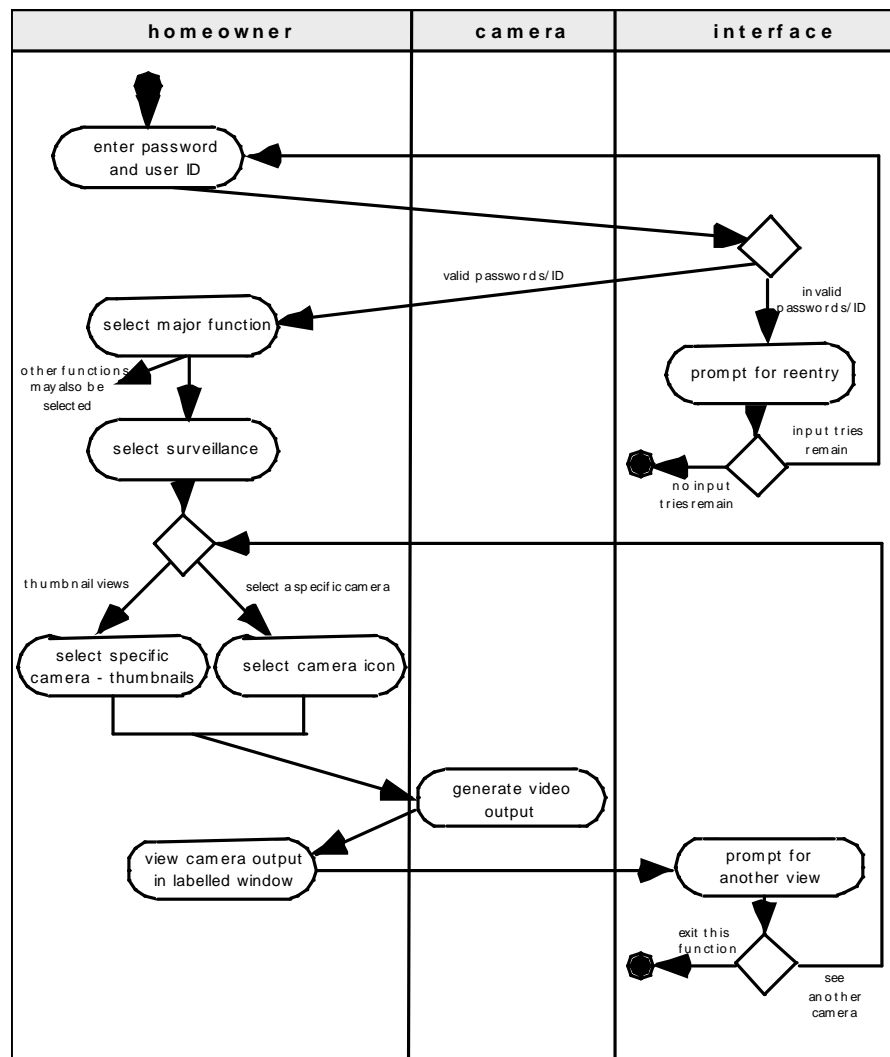 homeowner
camera
interface
enter password
and user ID
valid passwords/ID
invalid
passwords/ID
select major function
prompt for reentry
other functions
may also be
selected
input tries
remain
select surveillance
no input
tries remain
thumbnail views
select a specific camera
select specific
camera - thumbnails
select camera icon
generate video
output
view camera output
in labelled window
prompt for
another view
exit this
function
see
another
camera